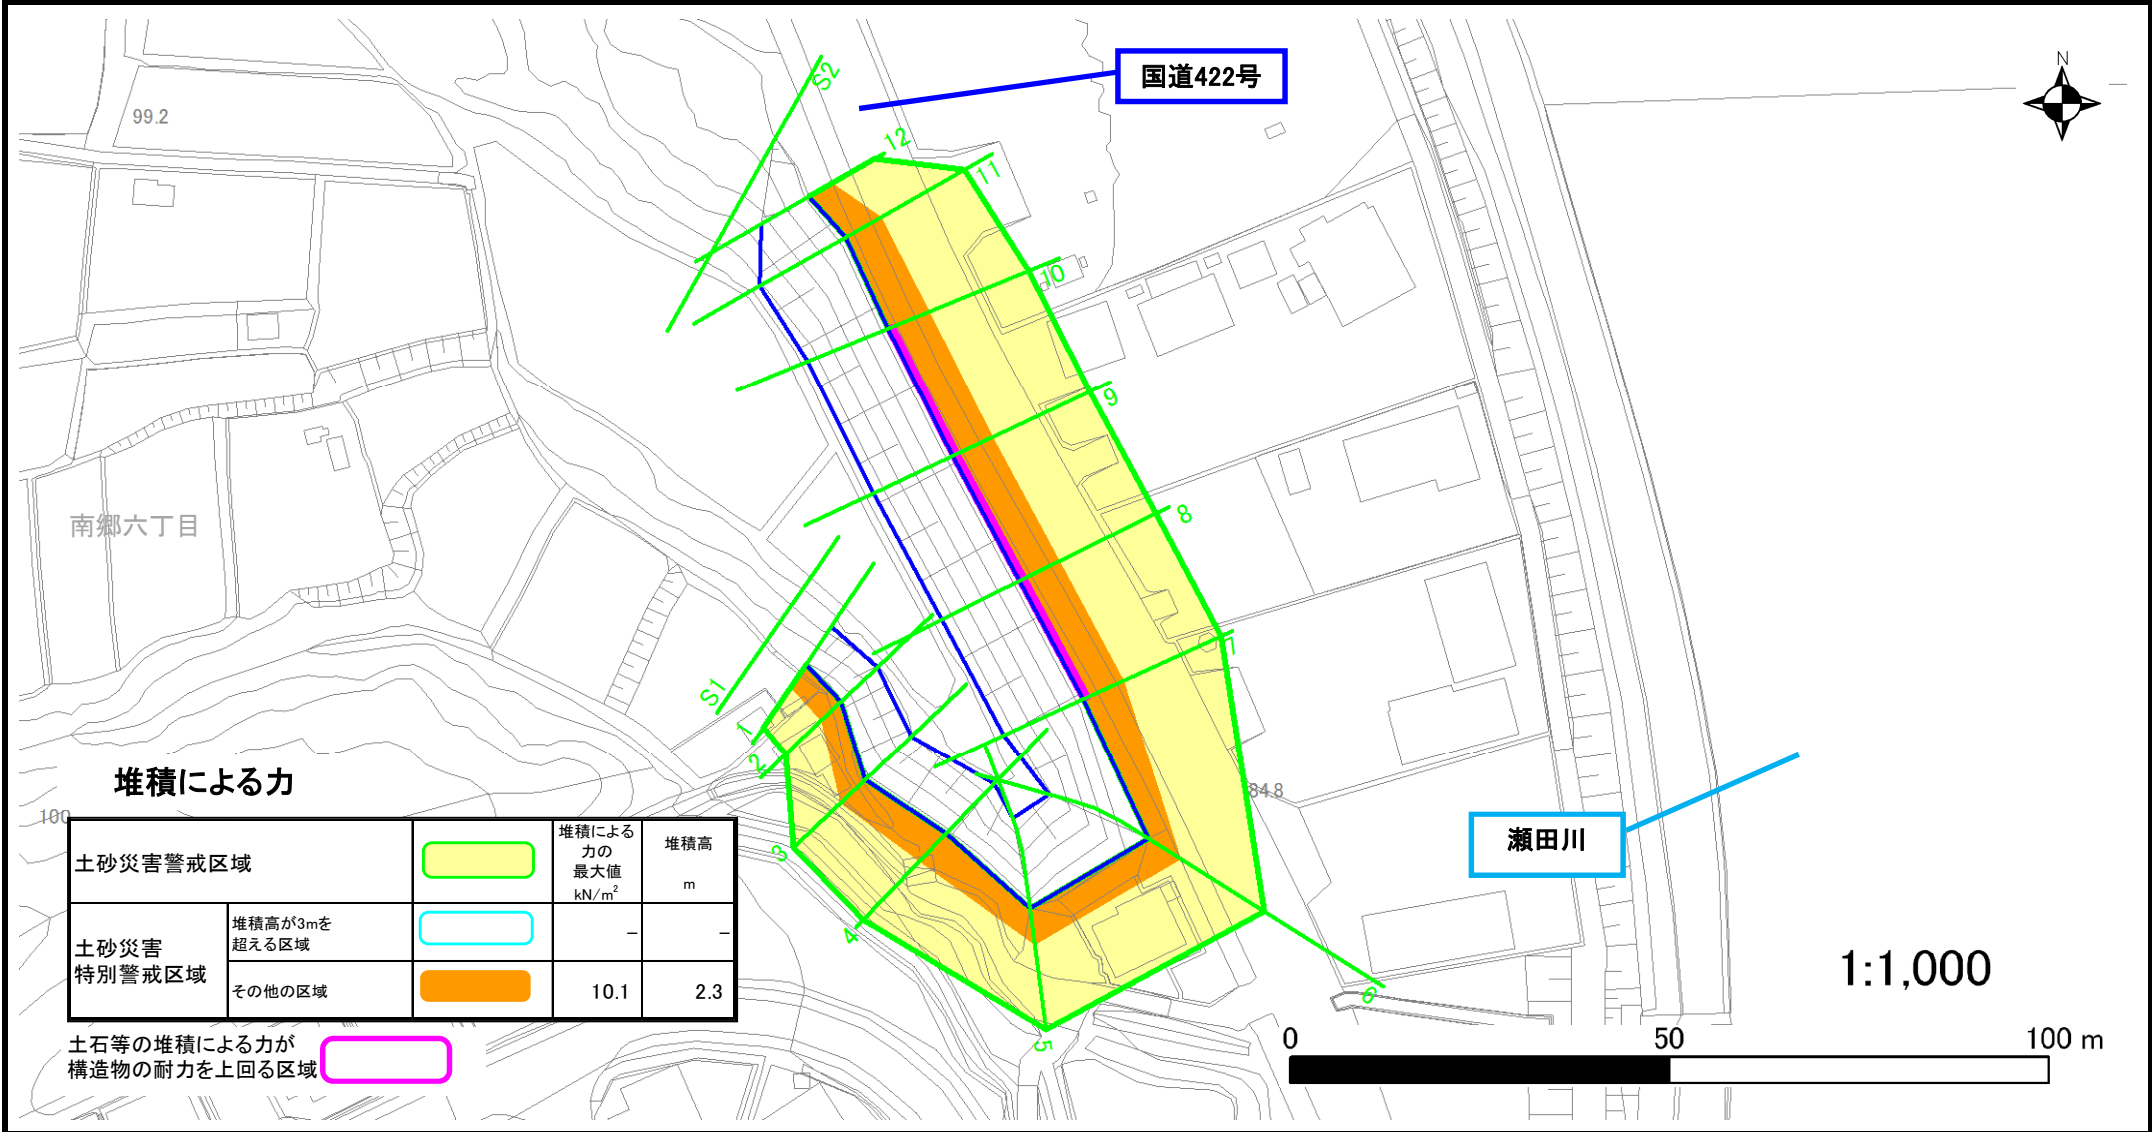 国道422号
N
99.2
S2
12
11
10
9
8
7
南郷六丁目
S1
1
2
3
4
5
6
84.8
瀬田川
100
堆積による力
土砂災害警戒区域
堆積による
力の
最大値
kN/m²
堆積高
m
土砂災害
特別警戒区域
堆積高が3mを
超える区域
−
−
その他の区域
10.1
2.3
土石等の堆積による力が
構造物の耐力を上回る区域
1:1,000
0
50
100 m